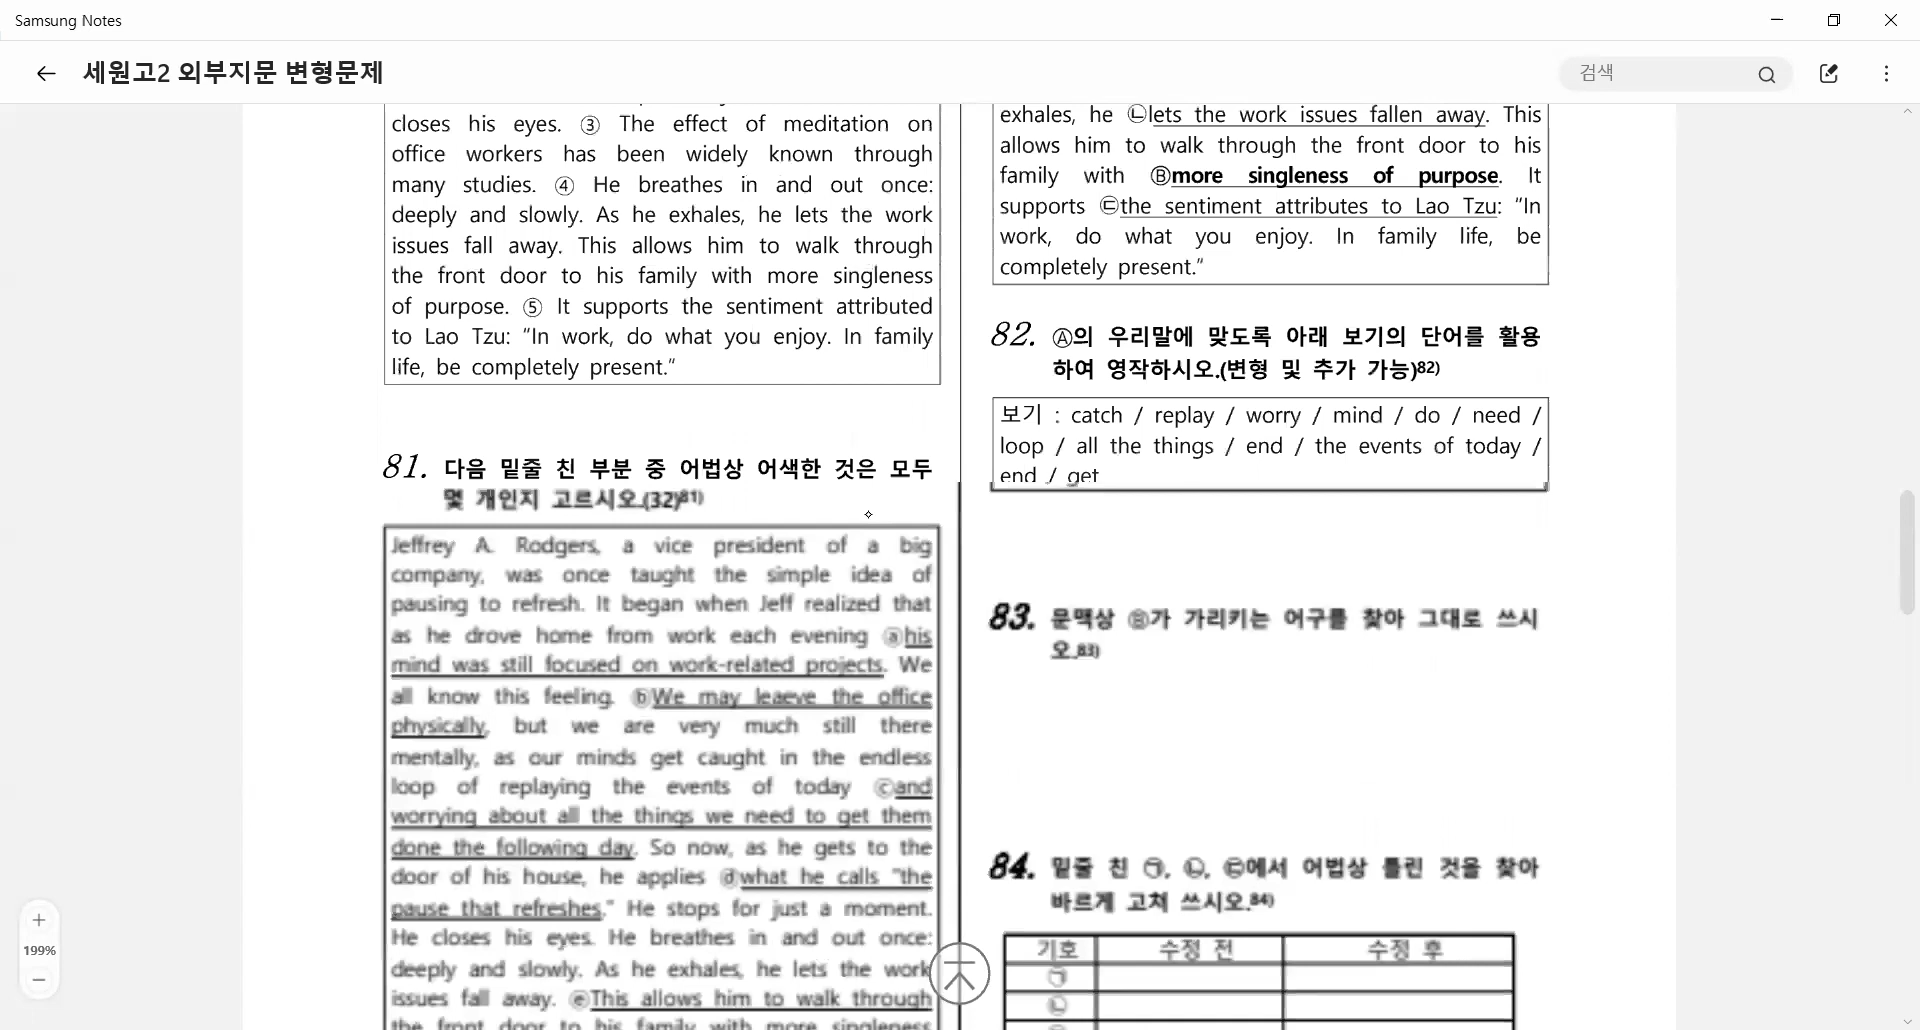 Samsung Notes
세원고2 외부지문 변형문제
검색
closes his eyes. ③ The effect of meditation on
office workers has been widely known through
many studies. ④ He breathes in and out once:
deeply and slowly. As he exhales, he lets the work
issues fall away. This allows him to walk through
the front door to his family with more singleness
of purpose. ⑤ It supports the sentiment attributed
to Lao Tzu: “In work, do what you enjoy. In family
life, be completely present.“
81. 다음 밑줄 친 부분 중 어법상 어색한 것은 모두
몇 개인지 고르시오.(32)81)
Jeffrey A. Rodgers, a vice president of a big
company, was once taught the simple idea of
pausing to refresh. It began when Jeff realized that
as he drove home from work each evening ⓐhis
mind was still focused on work-related projects. We
all know this feeling. ⓑWe may leaeve the office
physically, but we are very much still there
mentally, as our minds get caught in the endless
loop of replaying the events of today ⓒand
worrying about all the things we need to get them
done the following day. So now, as he gets to the
door of his house, he applies ⓓwhat he calls "the
pause that refreshes." He stops for just a moment.
He closes his eyes. He breathes in and out once:
deeply and slowly. As he exhales, he lets the work
issues fall away. ⓔThis allows him to walk through
the front door to his family with more singleness
exhales, he ㉡lets the work issues fallen away. This
allows him to walk through the front door to his
family with Ⓑmore singleness of purpose. It
supports ㉢the sentiment attributes to Lao Tzu: “In
work, do what you enjoy. In family life, be
completely present.“
82. Ⓐ의 우리말에 맞도록 아래 보기의 단어를 활용
하여 영작하시오.(변형 및 추가 가능)82)
보기 : catch / replay / worry / mind / do / need /
loop / all the things / end / the events of today /
end / get
83. 문맥상 Ⓑ가 가리키는 어구를 찾아 그대로 쓰시
오.83)
84. 밑줄 친 ㉠, ㉡, ㉢에서 어법상 틀린 것을 찾아
바르게 고쳐 쓰시오.84)
기호 수정 전 수정 후
㉠
㉡
199%